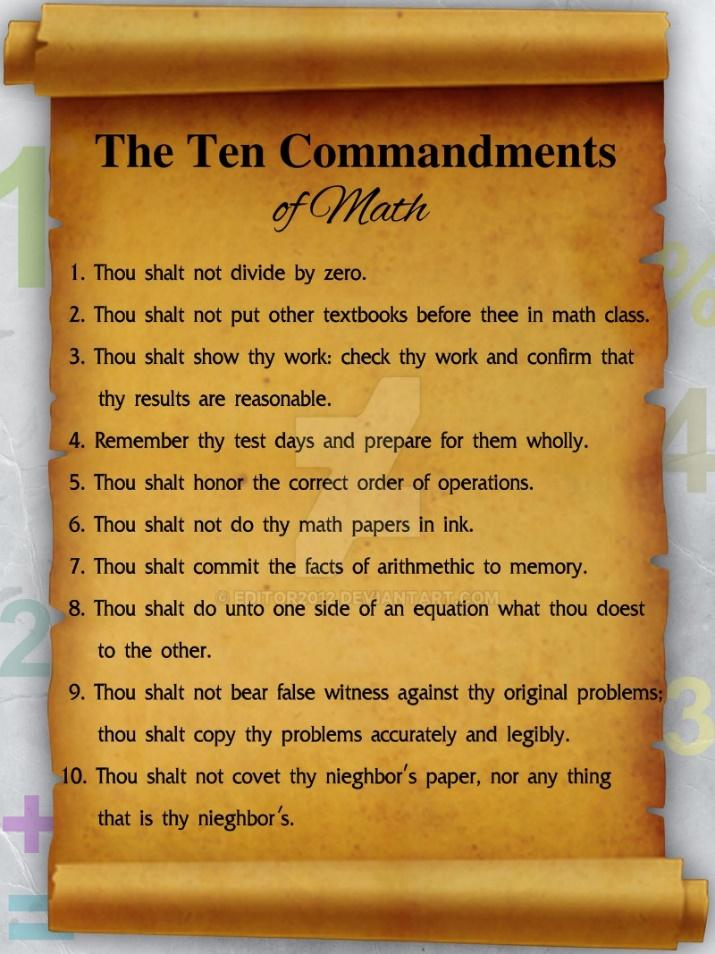 The Ten Commandments
of Math
1. Thou shalt not divide by zero.
2. Thou shalt not put other textbooks before thee in math class.
3. Thou shalt show thy work: check thy work and confirm that
thy results are reasonable.
4. Remember thy test days and prepare for them wholly.
5. Thou shalt honor the correct order of operations.
6. Thou shalt not do thy math papers in ink.
7. Thou shalt commit the facts of arithmethic to memory.
© EDITOR2012.DEVIANTART.COM
8. Thou shalt do unto one side of an equation what thou doest
to the other.
9. Thou shalt not bear false witness against thy original problems;
thou shalt copy thy problems accurately and legibly.
10. Thou shalt not covet thy nieghbor's paper, nor any thing
that is thy nieghbor's.
1
%
4
2
3
+
=